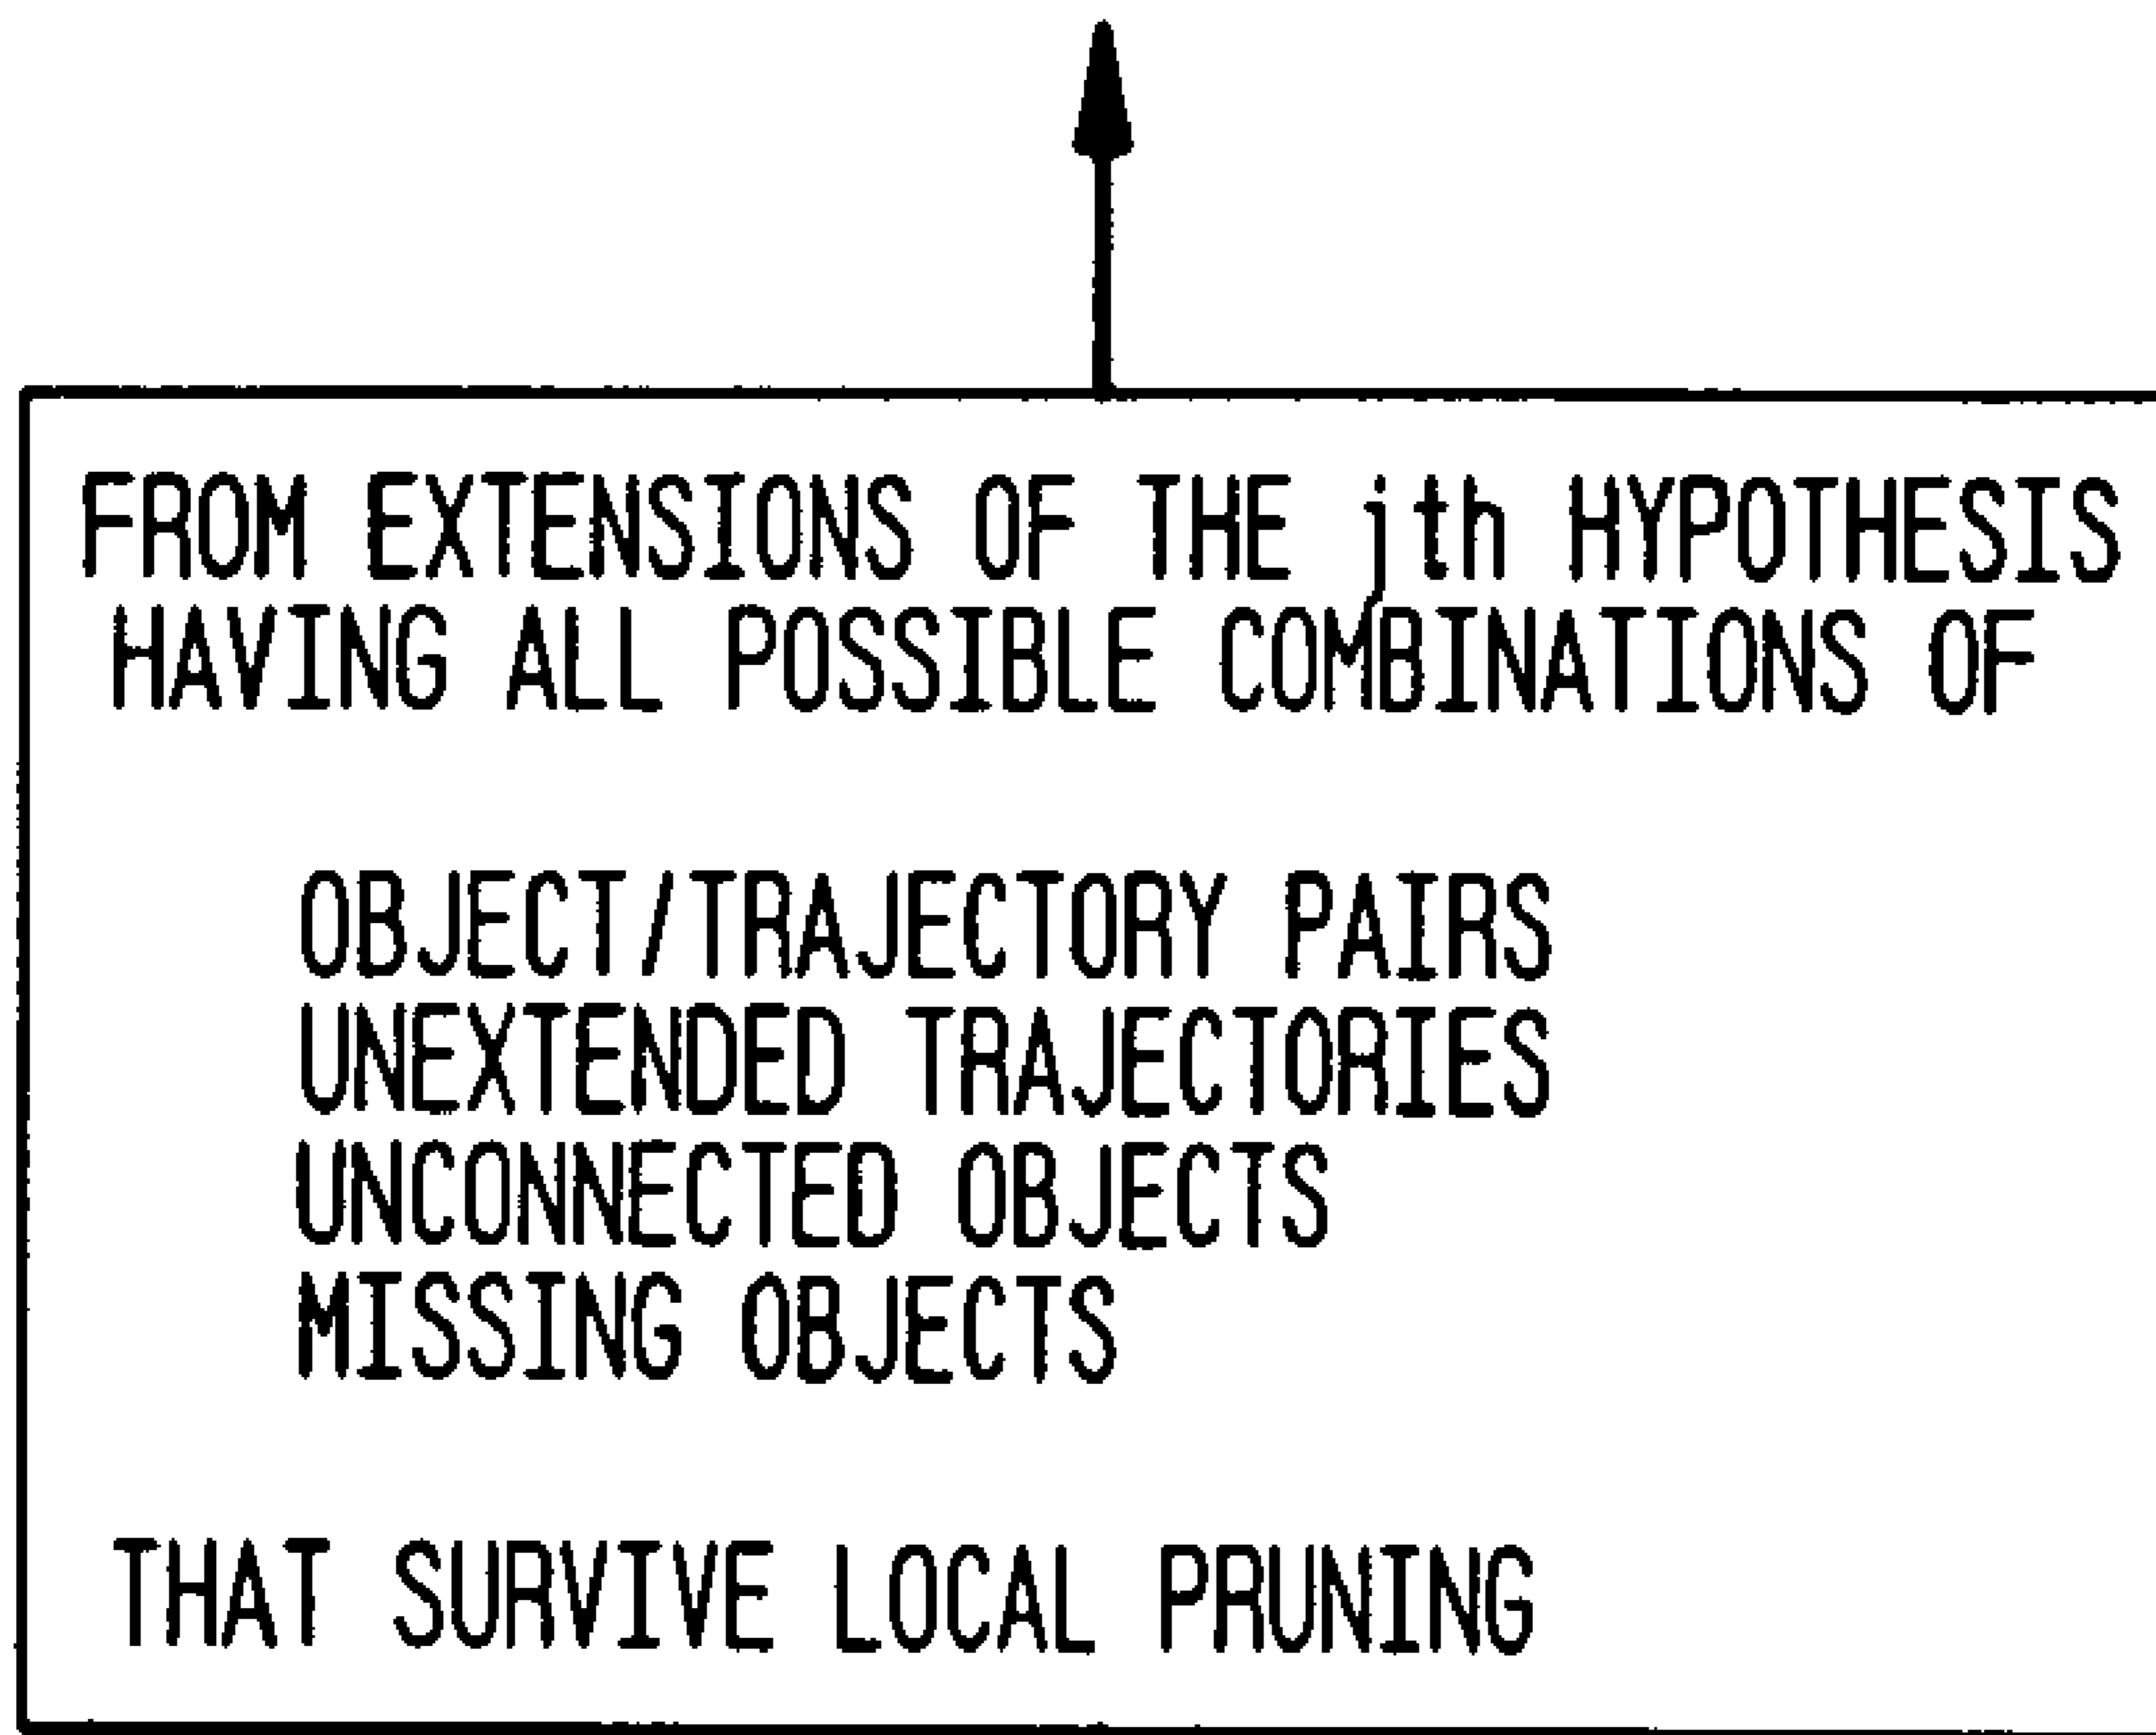 FROM EXTENSIONS OF THE jth HYPOTHESIS
HAVING ALL POSSIBLE COMBINATIONS OF
OBJECT/TRAJECTORY PAIRS
UNEXTENDED TRAJECTORIES
UNCONNECTED OBJECTS
MISSING OBJECTS
THAT SURVIVE LOCAL PRUNING